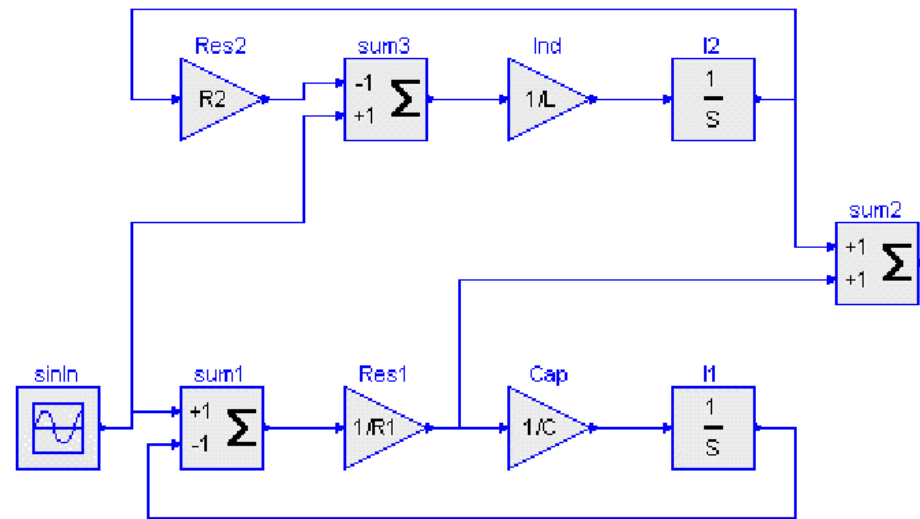 Res2
sum3
Ind
I2
R2
-1
+1
Σ
1/L
1
S
sum2
+1
+1
Σ
sinIn
sum1
Res1
Cap
I1
+1
-1
Σ
1/R1
1/C
1
S